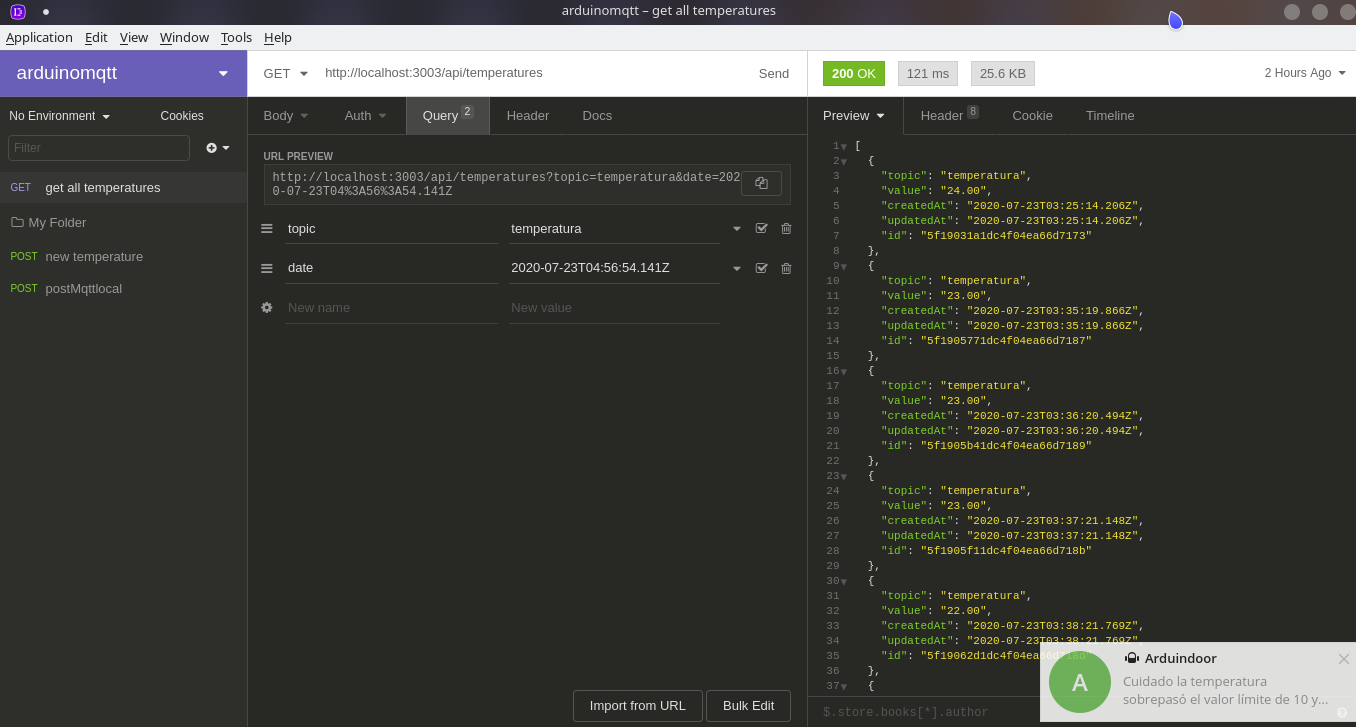 arduinomqtt – get all temperatures
Application Edit View Window Tools Help
arduinomqtt
GET http://localhost:3003/api/temperatures Send
200 OK 121 ms 25.6 KB 2 Hours Ago
No Environment Cookies
Body Auth Query 2 Header Docs
Preview Header 8 Cookie Timeline
Filter
GET get all temperatures
My Folder
POST new temperature
POST postMqttlocal
URL PREVIEW
http://localhost:3003/api/temperatures?topic=temperatura&date=202
0-07-23T04%3A56%3A54.141Z
topic temperatura
date 2020-07-23T04:56:54.141Z
New name New value
Import from URL Bulk Edit
1 [
2 {
3 "topic": "temperatura",
4 "value": "24.00",
5 "createdAt": "2020-07-23T03:25:14.206Z",
6 "updatedAt": "2020-07-23T03:25:14.206Z",
7 "id": "5f19031a1dc4f04ea66d7173"
8 },
9 {
10 "topic": "temperatura",
11 "value": "23.00",
12 "createdAt": "2020-07-23T03:35:19.866Z",
13 "updatedAt": "2020-07-23T03:35:19.866Z",
14 "id": "5f1905771dc4f04ea66d7187"
15 },
16 {
17 "topic": "temperatura",
18 "value": "23.00",
19 "createdAt": "2020-07-23T03:36:20.494Z",
20 "updatedAt": "2020-07-23T03:36:20.494Z",
21 "id": "5f1905b41dc4f04ea66d7189"
22 },
23 {
24 "topic": "temperatura",
25 "value": "23.00",
26 "createdAt": "2020-07-23T03:37:21.148Z",
27 "updatedAt": "2020-07-23T03:37:21.148Z",
28 "id": "5f1905f11dc4f04ea66d718b"
29 },
30 {
31 "topic": "temperatura",
32 "value": "22.00",
33 "createdAt": "2020-07-23T03:38:21.769Z",
34 "updatedAt": "2020-07-23T03:38:21.769Z",
35 "id":
36 },
37 {
$.store.books[*].author
A
Arduindoor
Cuidado la temperatura
sobrepasó el valor límite de 10 y...